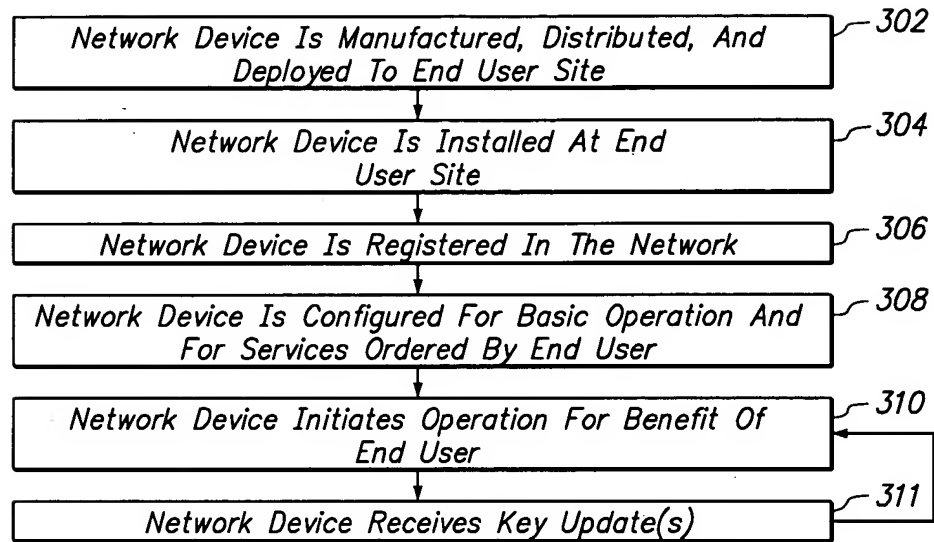 Network Device Is Manufactured, Distributed, And
Deployed To End User Site
302
Network Device Is Installed At End
User Site
304
Network Device Is Registered In The Network
306
Network Device Is Configured For Basic Operation And
For Services Ordered By End User
308
Network Device Initiates Operation For Benefit Of
End User
310
Network Device Receives Key Update(s)
311